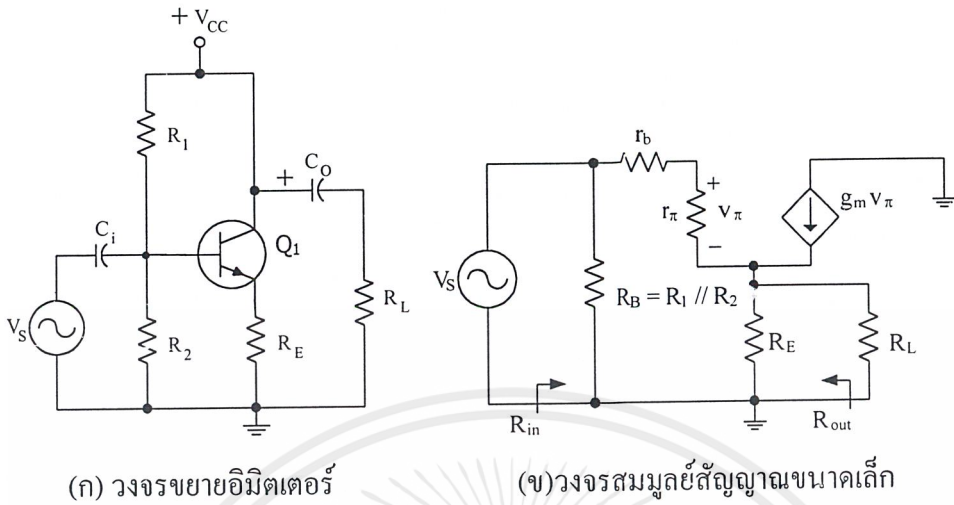 + V_CC
R_1
C_O
+
C_i
Q_1
V_S
R_2
R_E
R_L
r_b
+
r_π
v_π
−
g_m v_π
V_S
R_B = R_1 // R_2
R_E
R_L
R_in
R_out
(ก) วงจรขยายอิมิตเตอร์
(ข)วงจรสมมูลย์สัญญาณขนาดเล็ก